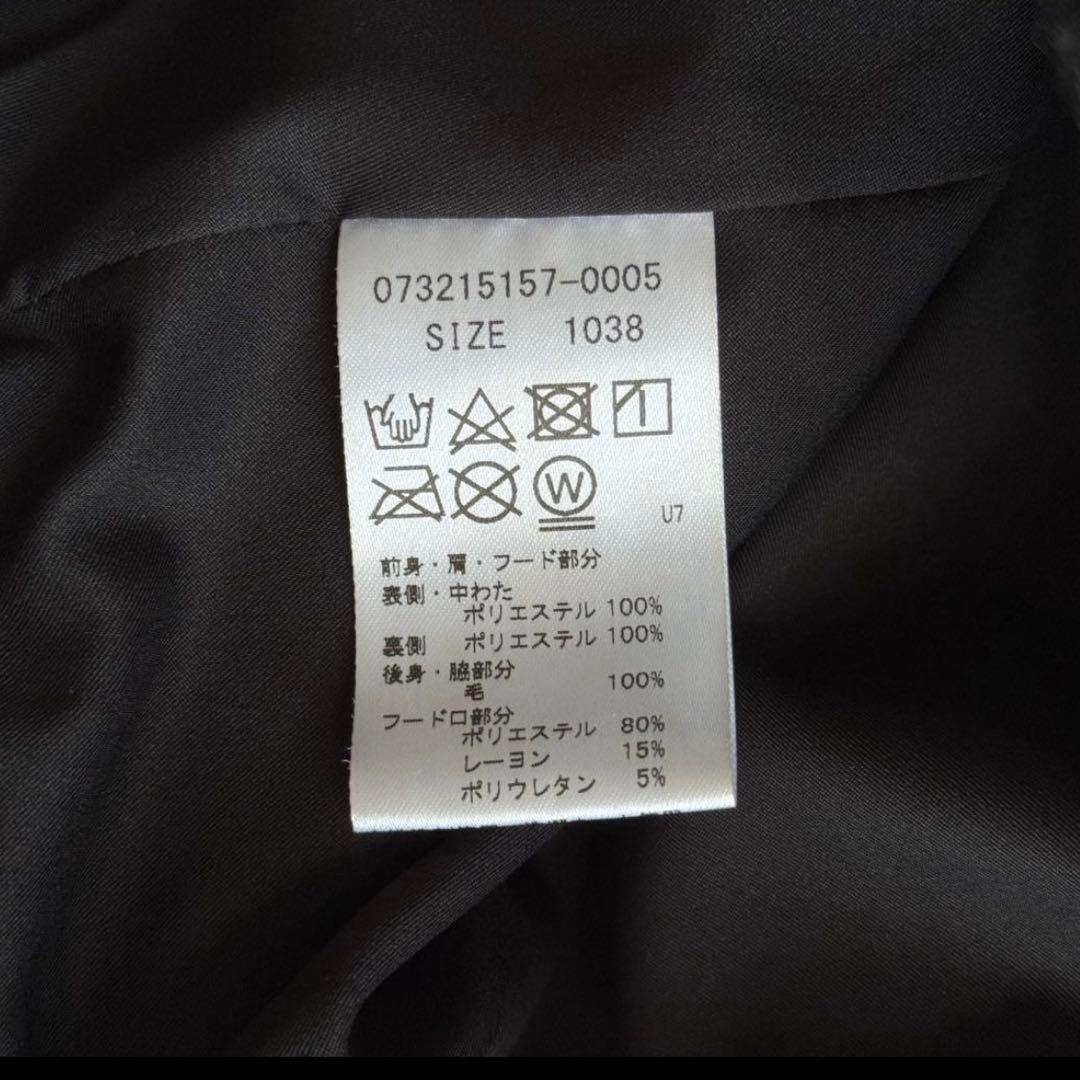 073215157-0005
SIZE 1038
W
U7
前身・肩・フード部分
表側・中わた
ポリエステル 100%
裏側 ポリエステル 100%
後身・脇部分
毛 100%
フード口部分
ポリエステル 80%
レーヨン 15%
ポリウレタン 5%